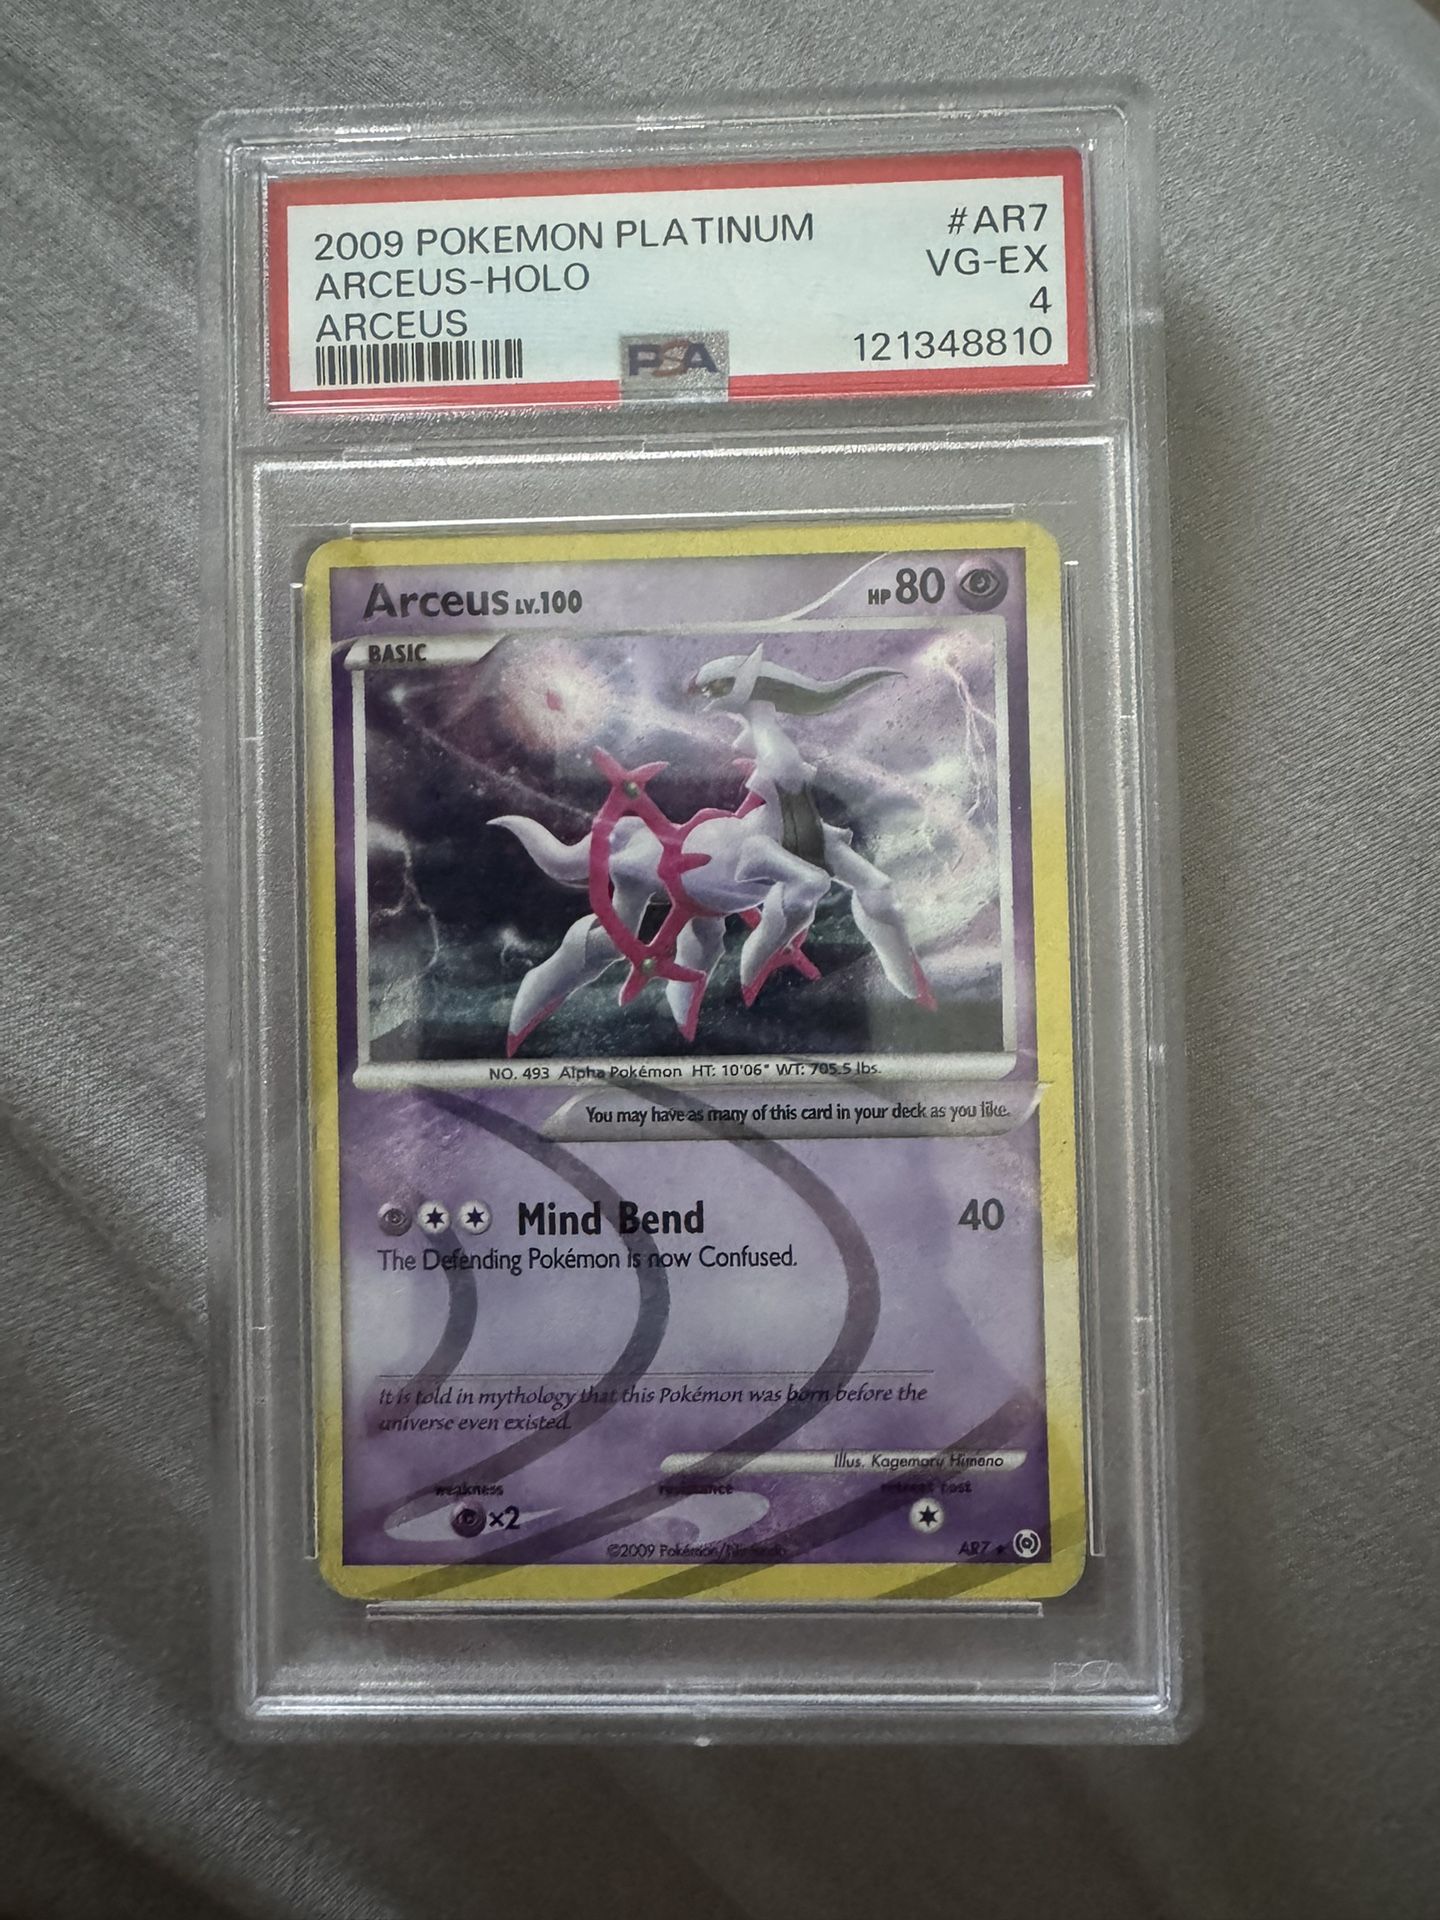 2009 POKEMON PLATINUM
ARCEUS-HOLO
ARCEUS
#AR7
VG-EX
4
121348810
PSA
Arceus LV.100
HP 80
BASIC
NO. 493 Alpha Pokémon HT: 10'06" WT: 705.5 lbs.
You may have as many of this card in your deck as you like.
Mind Bend 40
The Defending Pokémon is now Confused.
It is told in mythology that this Pokémon was born before the
universe even existed.
Illus. Kagemaru Himeno
weakness resistance retreat cost
×2
©2009 Pokémon/Nintendo
AR7 ★
PSA